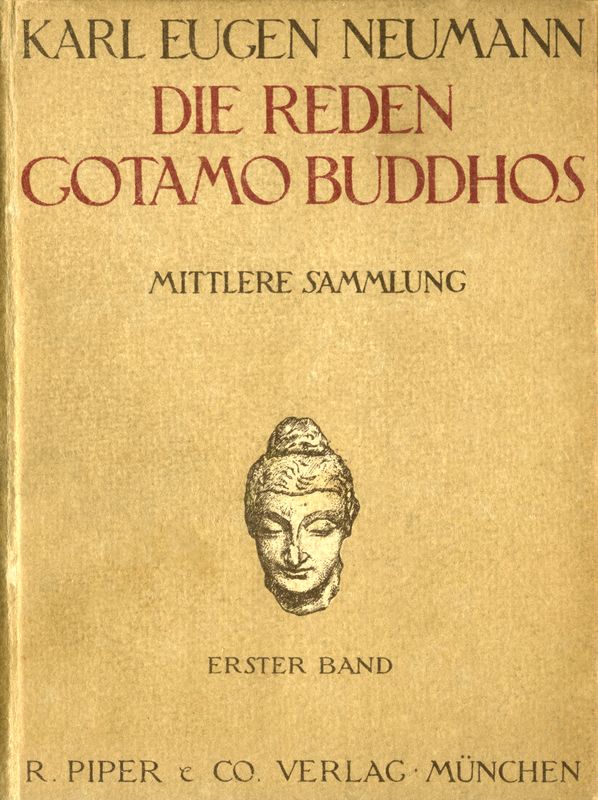 KARL EUGEN NEUMANN
DIE REDEN
GOTAMO BUDDHOS
MITTLERE SAMMLUNG
ERSTER BAND
R. PIPER & CO. VERLAG · MÜNCHEN